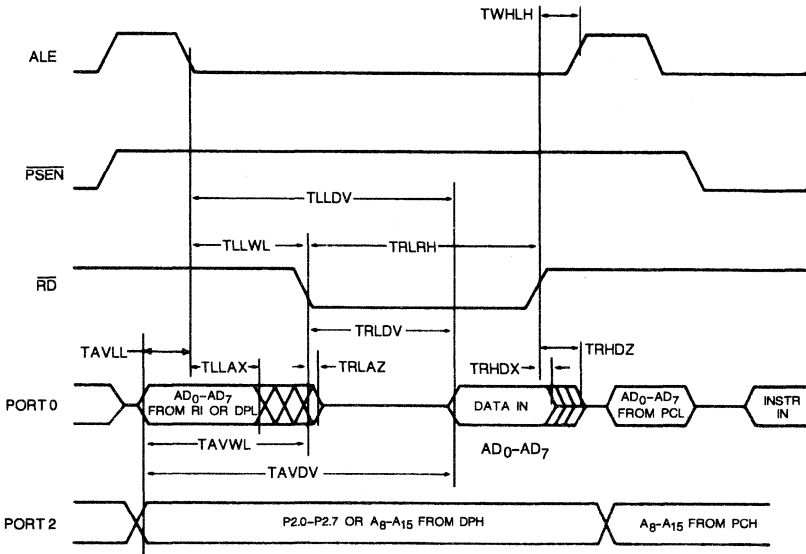 TWHLH
ALE
PSEN
TLLDV
TLLWL
TRLRH
RD
TRLDV
TAVLL
TRHDZ
TLLAX
TRLAZ
TRHDX
PORT 0
AD0-AD7
FROM RI OR DPL
DATA IN
AD0-AD7
FROM PCL
INSTR
IN
TAVWL
AD0-AD7
TAVDV
PORT 2
P2.0-P2.7 OR A8-A15 FROM DPH
A8-A15 FROM PCH